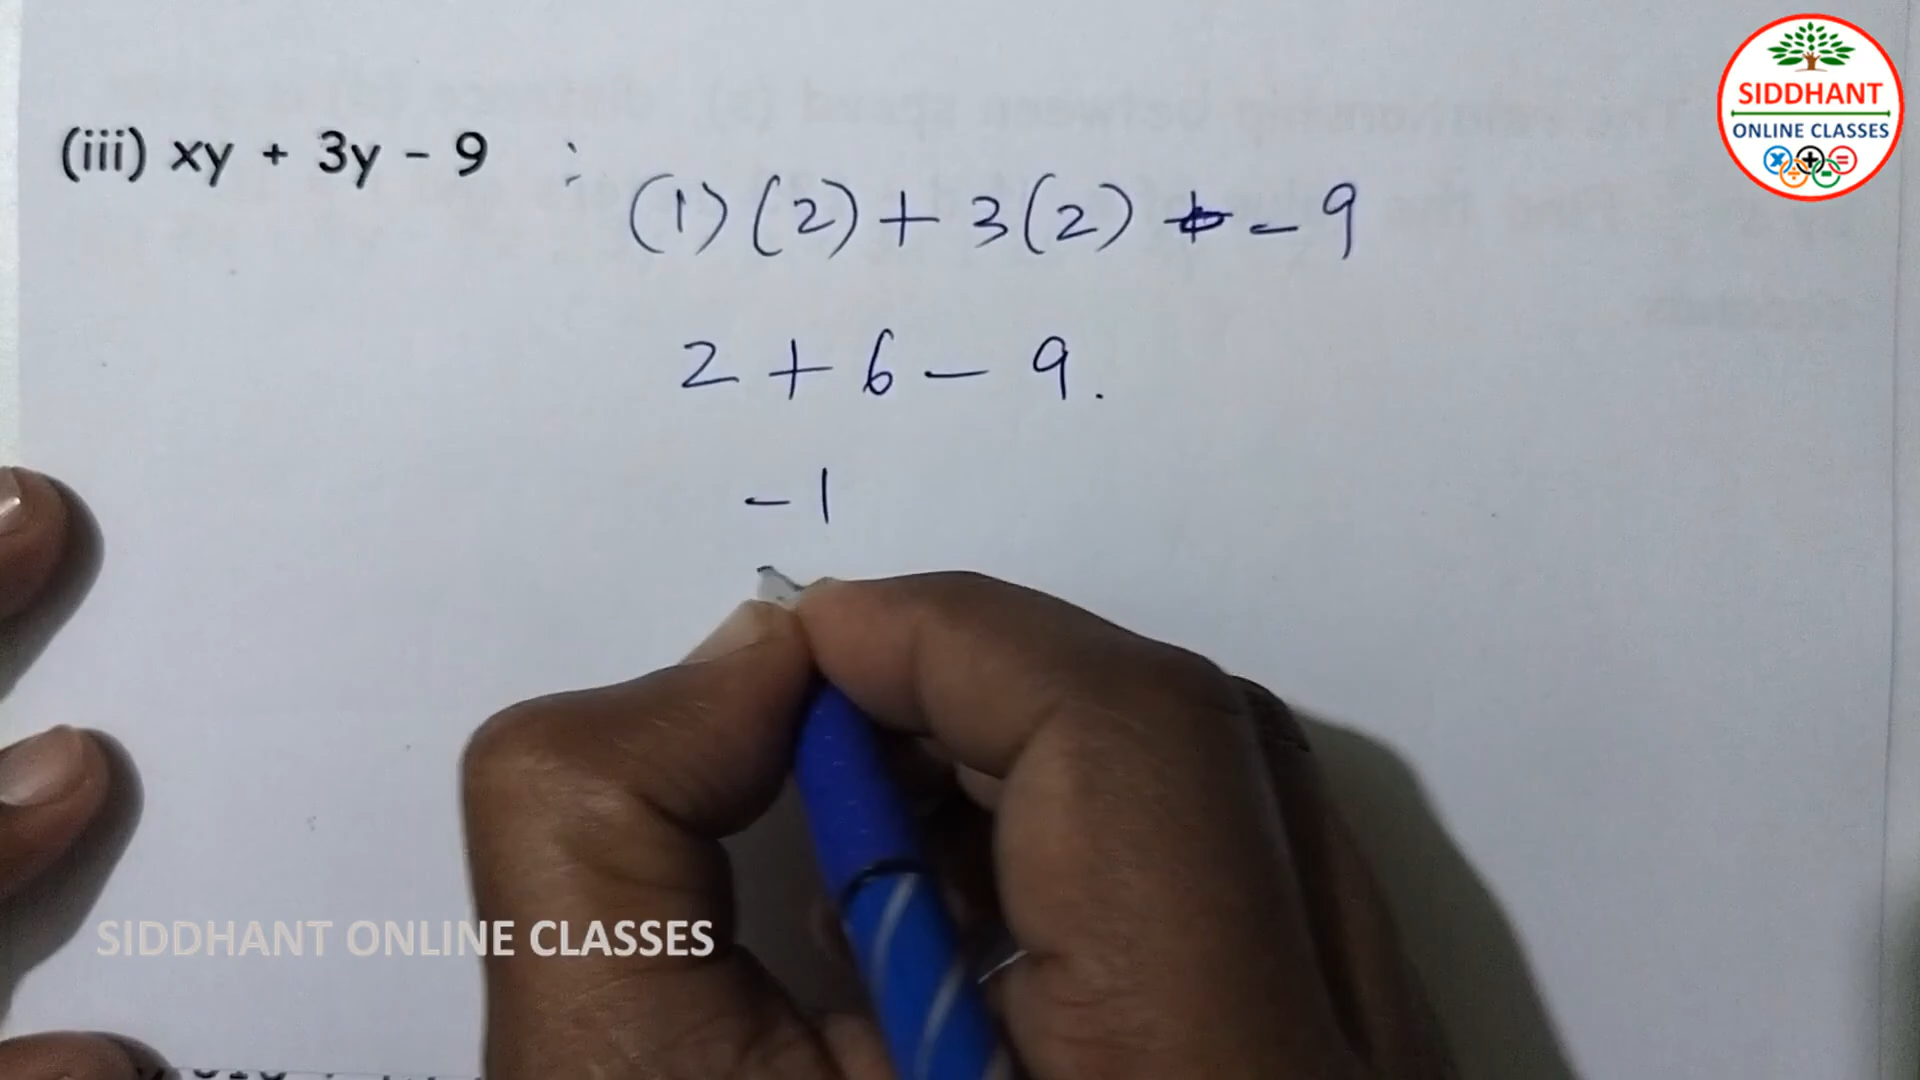 SIDDHANT
ONLINE CLASSES
(iii) xy + 3y - 9 :
(1) (2) + 3 (2) - 9
2 + 6 - 9.
- 1
SIDDHANT ONLINE CLASSES